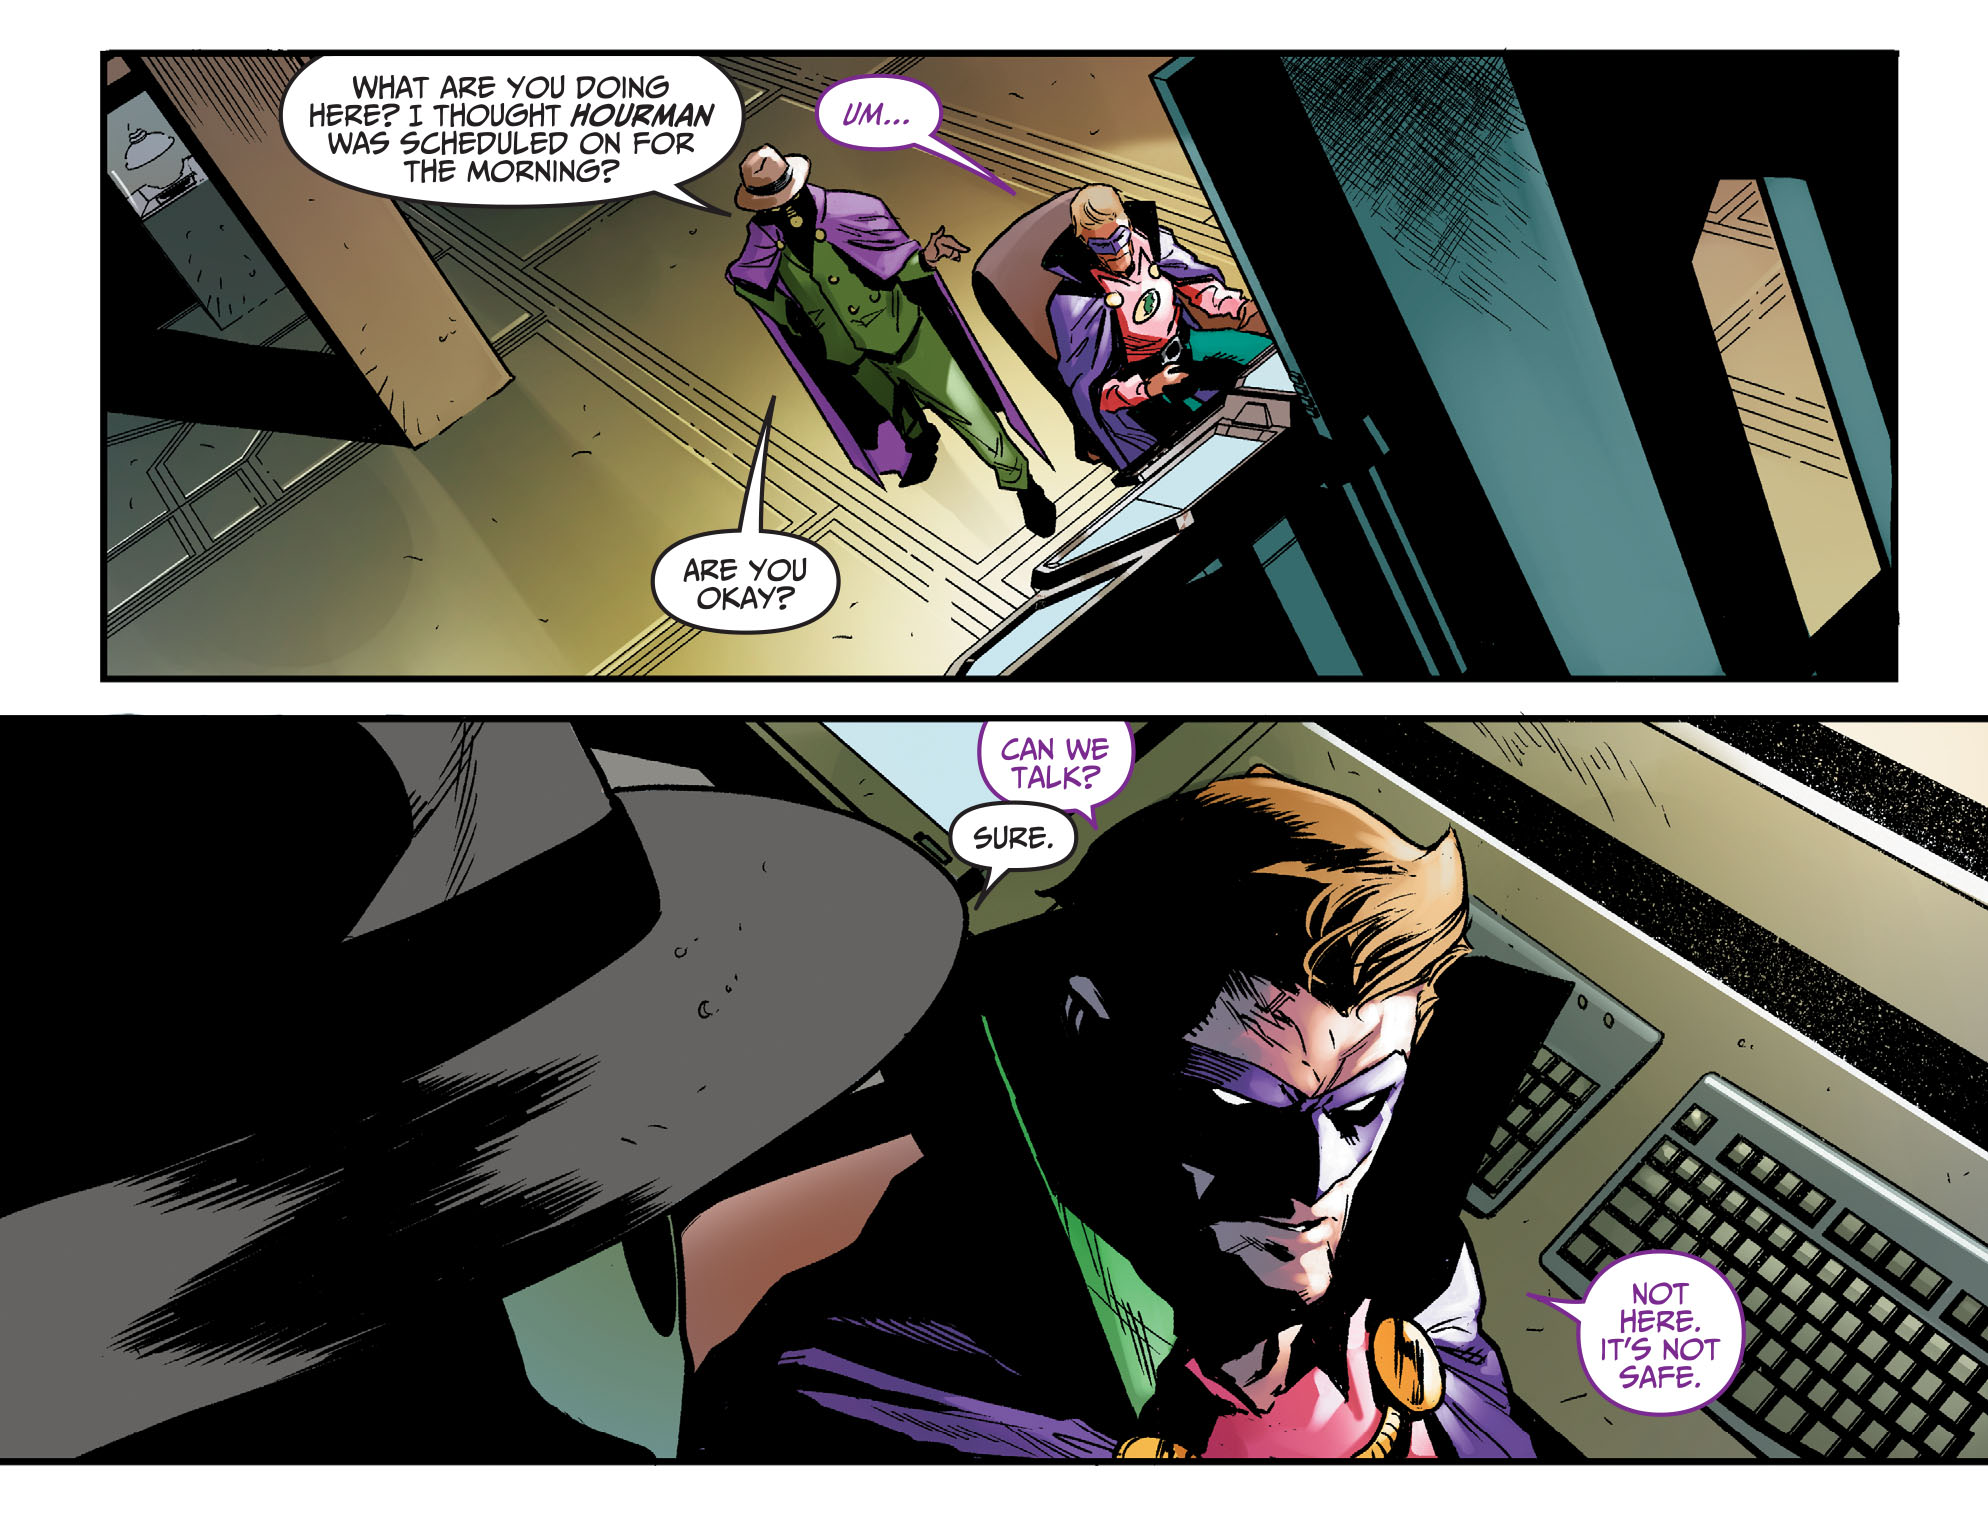 WHAT ARE YOU DOING
HERE? I THOUGHT HOURMAN
WAS SCHEDULED ON FOR
THE MORNING?
UM...
ARE YOU
OKAY?
CAN WE
TALK?
SURE.
NOT
HERE.
IT'S NOT
SAFE.